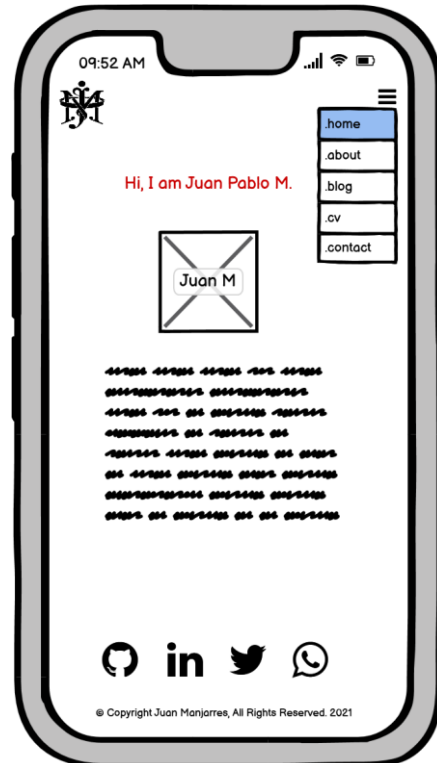 09:52 AM
.home
.about
.blog
.cv
.contact
Hi, I am Juan Pablo M.
Juan M
© Copyright Juan Manjarres, All Rights Reserved. 2021